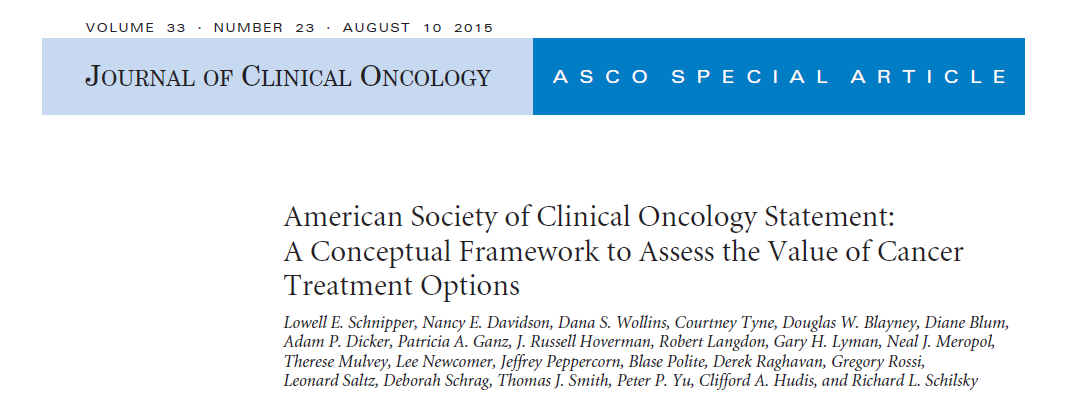 VOLUME 33 · NUMBER 23 · AUGUST 10 2015
JOURNAL OF CLINICAL ONCOLOGY
ASCO SPECIAL ARTICLE
American Society of Clinical Oncology Statement:
A Conceptual Framework to Assess the Value of Cancer
Treatment Options
Lowell E. Schnipper, Nancy E. Davidson, Dana S. Wollins, Courtney Tyne, Douglas W. Blayney, Diane Blum,
Adam P. Dicker, Patricia A. Ganz, J. Russell Hoverman, Robert Langdon, Gary H. Lyman, Neal J. Meropol,
Therese Mulvey, Lee Newcomer, Jeffrey Peppercorn, Blase Polite, Derek Raghavan, Gregory Rossi,
Leonard Saltz, Deborah Schrag, Thomas J. Smith, Peter P. Yu, Clifford A. Hudis, and Richard L. Schilsky